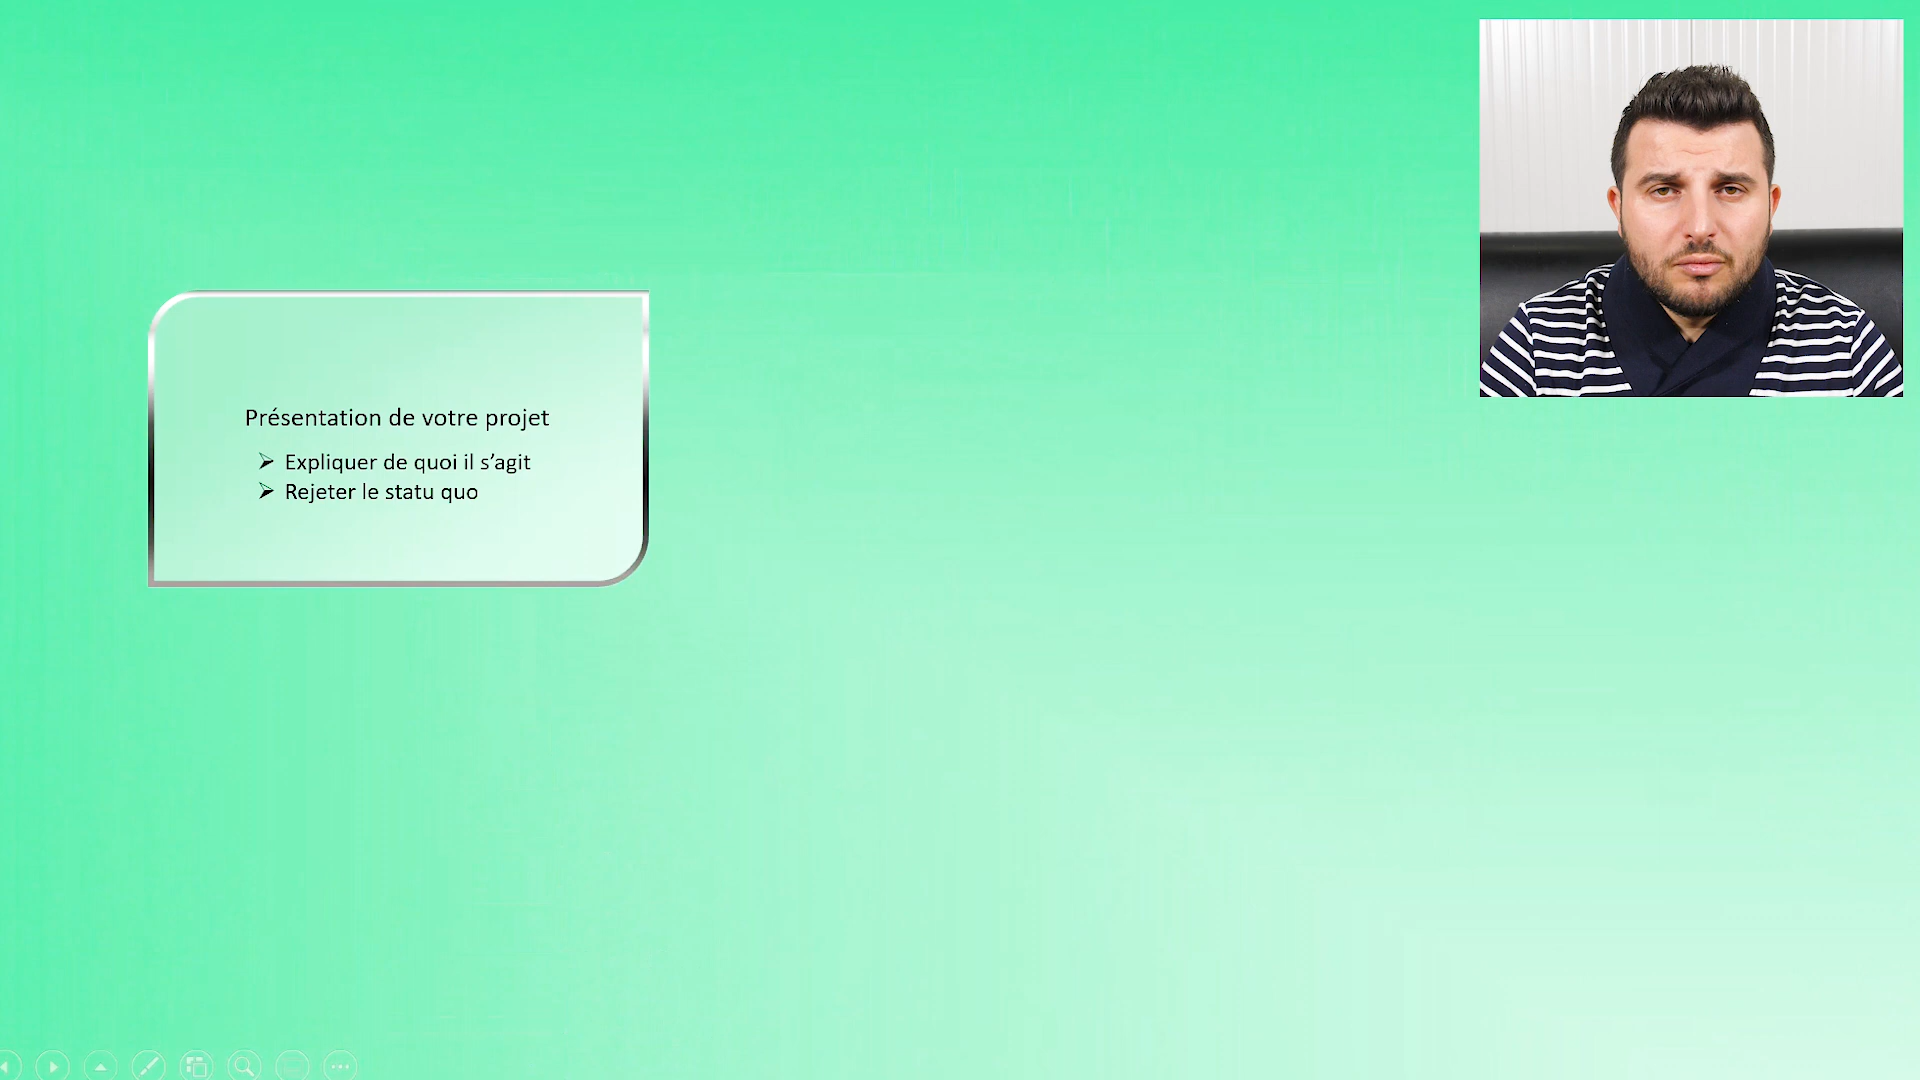 Présentation de votre projet
Expliquer de quoi il s’agit
Rejeter le statu quo